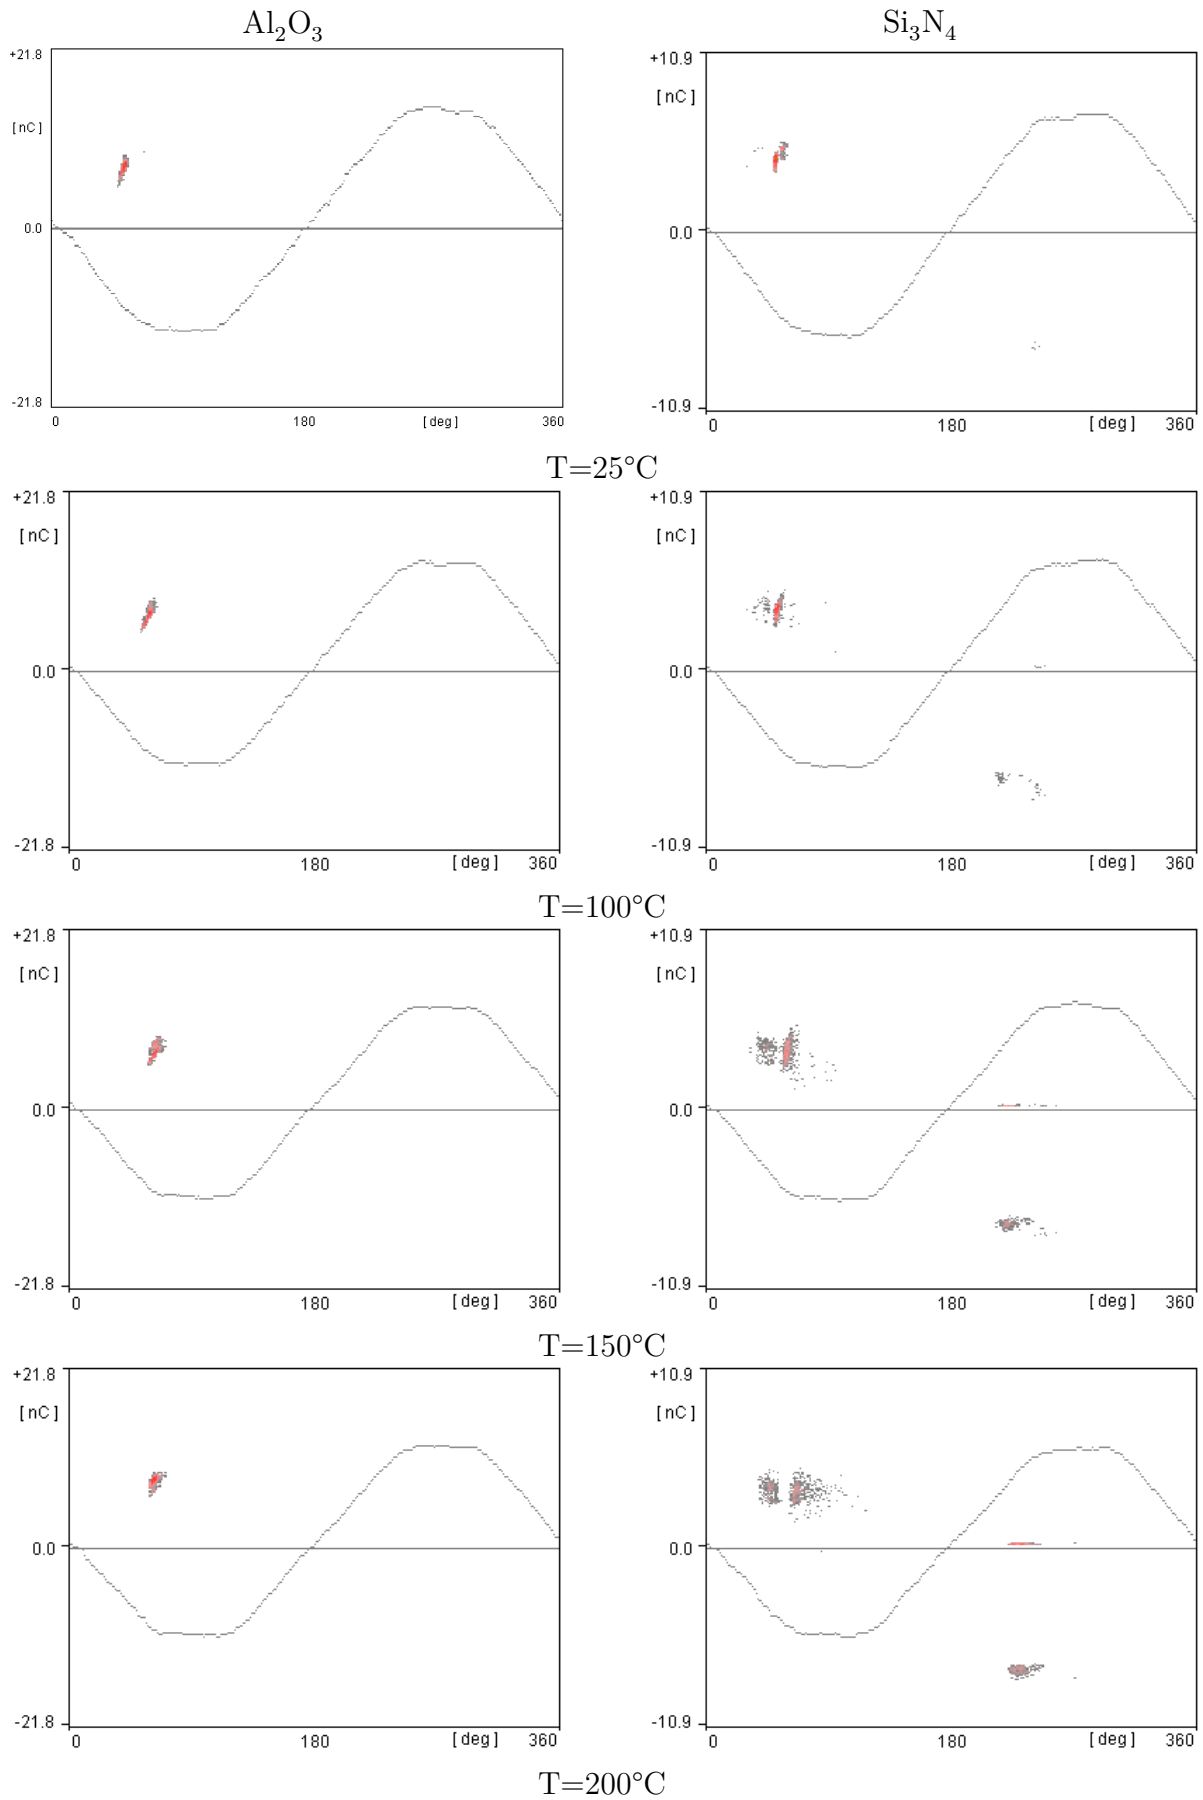 Al₂O₃ Si₃N₄
+21.8 +10.9
[nC] [nC]
0.0 0.0
-21.8 -10.9
0 180 [deg] 360 0 180 [deg] 360
T=25°C
+21.8 +10.9
[nC] [nC]
0.0 0.0
-21.8 -10.9
0 180 [deg] 360 0 180 [deg] 360
T=100°C
+21.8 +10.9
[nC] [nC]
0.0 0.0
-21.8 -10.9
0 180 [deg] 360 0 180 [deg] 360
T=150°C
+21.8 +10.9
[nC] [nC]
0.0 0.0
-21.8 -10.9
0 180 [deg] 360 0 180 [deg] 360
T=200°C